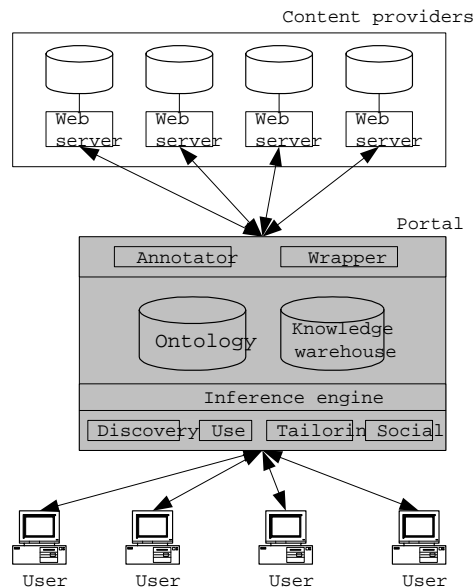 Content providers
Web server
Web server
Web server
Web server
Portal
Annotator
Wrapper
Ontology
Knowledge warehouse
Inference engine
Discovery
Use
Tailorin
Social
User
User
User
User